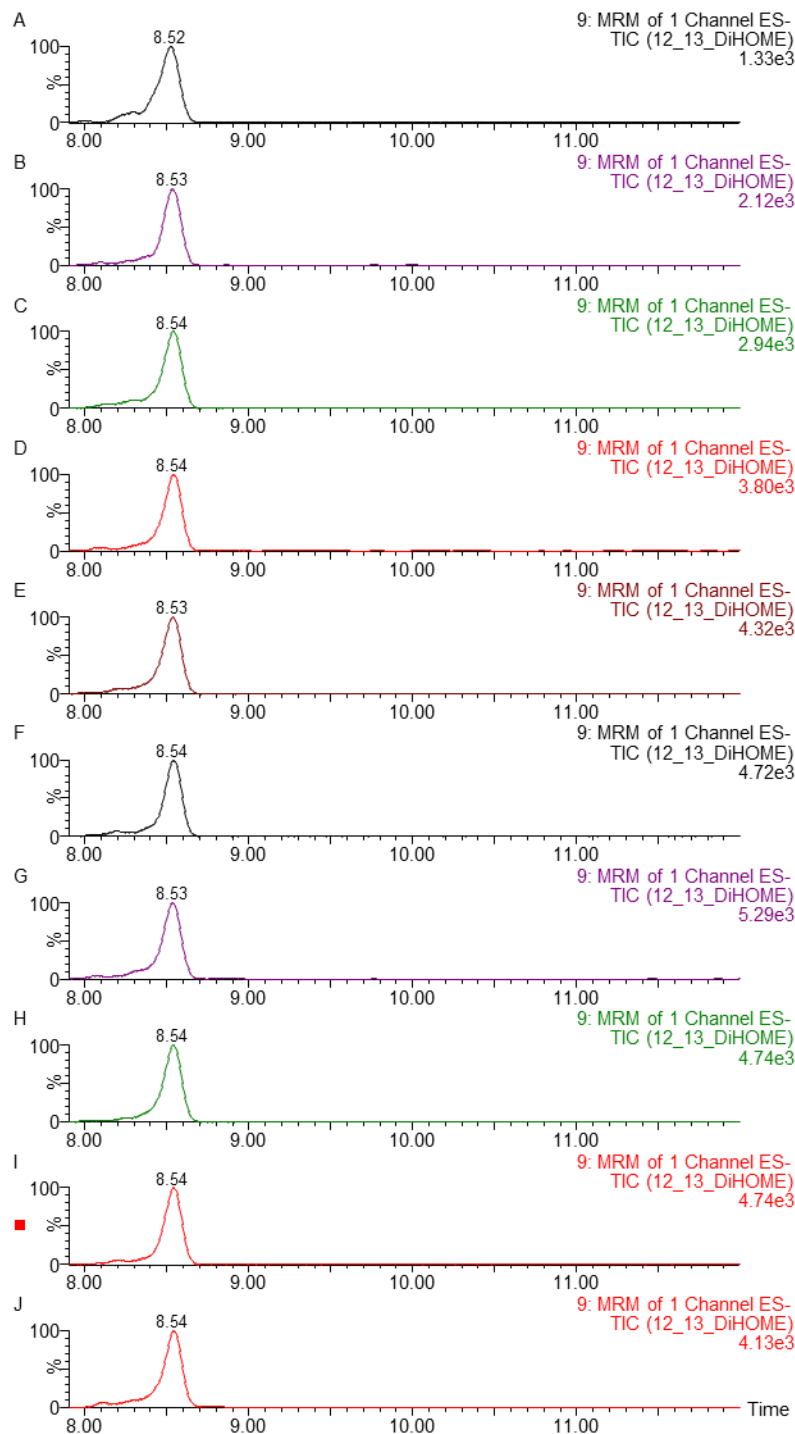 A
9: MRM of 1 Channel ES-
TIC (12_13_DiHOME)
1.33e3
8.52
100
%
0
8.00 9.00 10.00 11.00
B
9: MRM of 1 Channel ES-
TIC (12_13_DiHOME)
2.12e3
8.53
100
%
0
8.00 9.00 10.00 11.00
C
9: MRM of 1 Channel ES-
TIC (12_13_DiHOME)
2.94e3
8.54
100
%
0
8.00 9.00 10.00 11.00
D
9: MRM of 1 Channel ES-
TIC (12_13_DiHOME)
3.80e3
8.54
100
%
0
8.00 9.00 10.00 11.00
E
9: MRM of 1 Channel ES-
TIC (12_13_DiHOME)
4.32e3
8.53
100
%
0
8.00 9.00 10.00 11.00
F
9: MRM of 1 Channel ES-
TIC (12_13_DiHOME)
4.72e3
8.54
100
%
0
8.00 9.00 10.00 11.00
G
9: MRM of 1 Channel ES-
TIC (12_13_DiHOME)
5.29e3
8.53
100
%
0
8.00 9.00 10.00 11.00
H
9: MRM of 1 Channel ES-
TIC (12_13_DiHOME)
4.74e3
8.54
100
%
0
8.00 9.00 10.00 11.00
I
9: MRM of 1 Channel ES-
TIC (12_13_DiHOME)
4.74e3
8.54
100
%
0
8.00 9.00 10.00 11.00
J
9: MRM of 1 Channel ES-
TIC (12_13_DiHOME)
4.13e3
8.54
100
%
0
Time
8.00 9.00 10.00 11.00